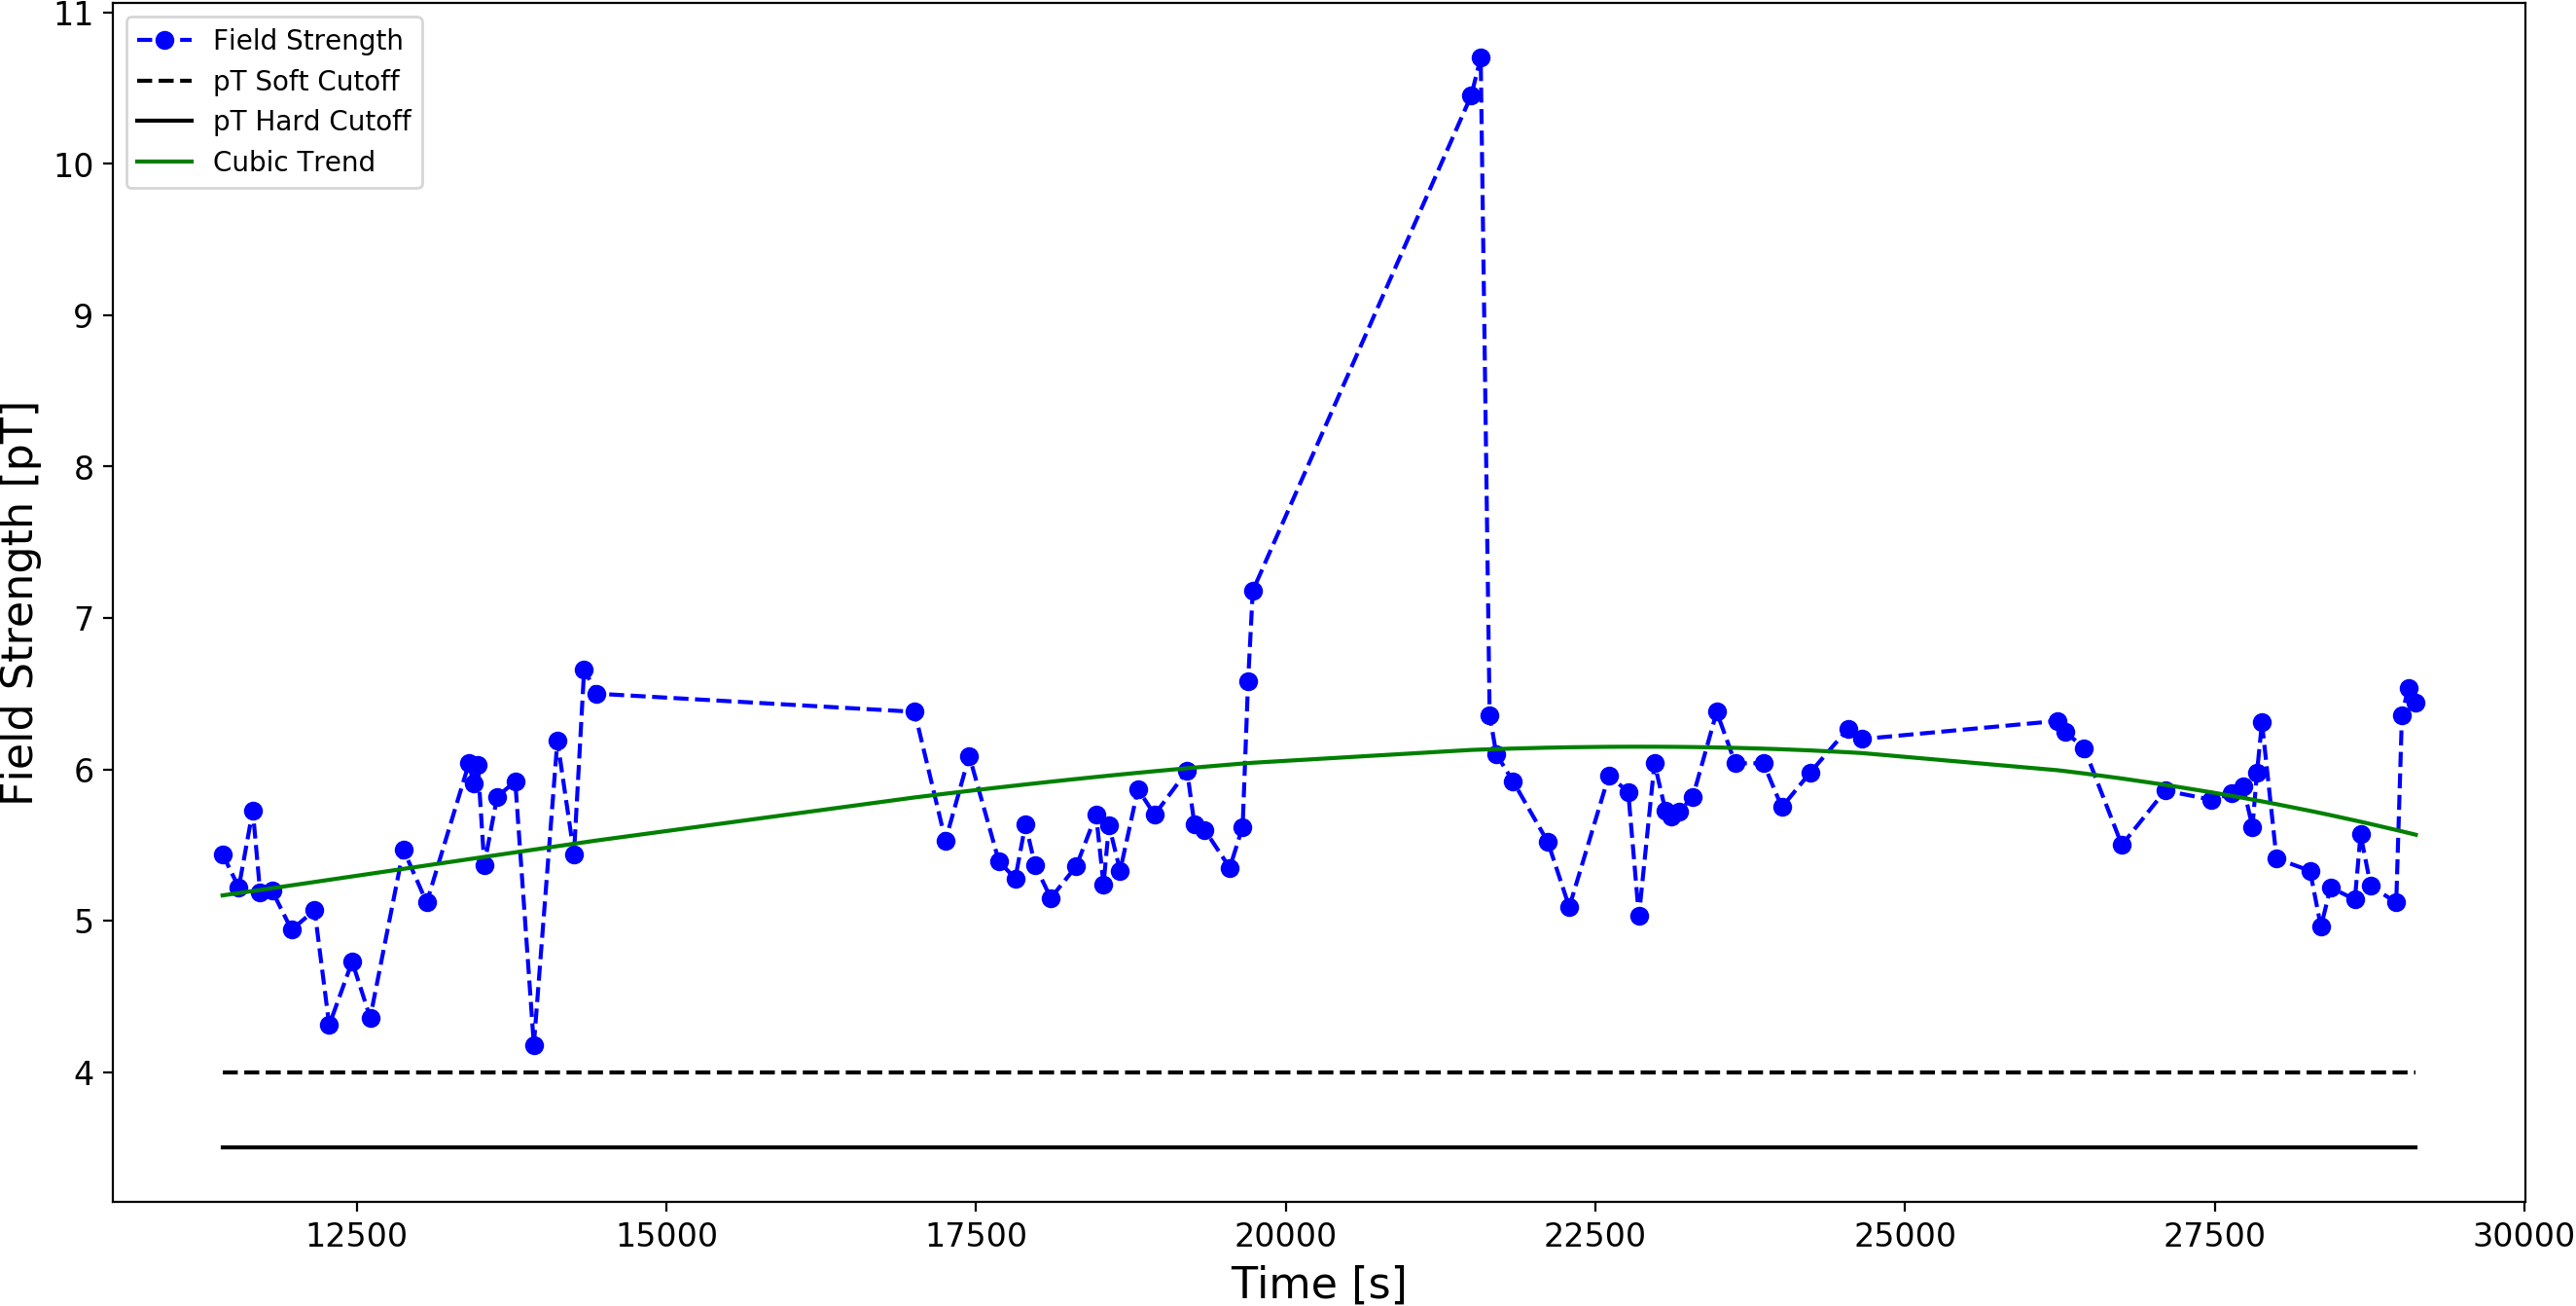 Field Strength
pT Soft Cutoff
pT Hard Cutoff
Cubic Trend
11
10
9
8
7
6
5
4
Field Strength [pT]
12500 15000 17500 20000 22500 25000 27500 30000
Time [s]